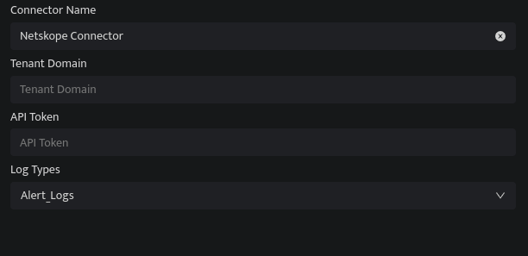 Connector Name
Netskope Connector
Tenant Domain
Tenant Domain
API Token
API Token
Log Types
Alert_Logs